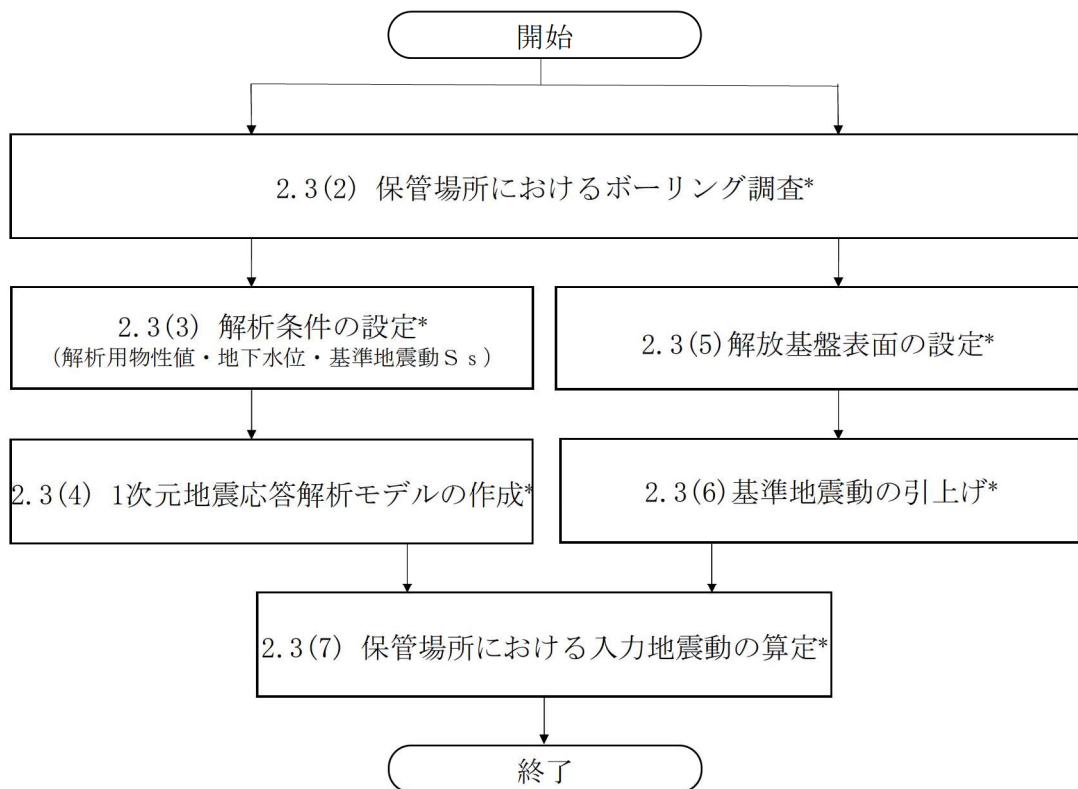 開始
2.3(2) 保管場所におけるボーリング調査*
2.3(3) 解析条件の設定*
(解析用物性値・地下水位・基準地震動Ｓｓ)
2.3(5)解放基盤表面の設定*
2.3(4) 1次元地震応答解析モデルの作成*
2.3(6)基準地震動の引上げ*
2.3(7) 保管場所における入力地震動の算定*
終了